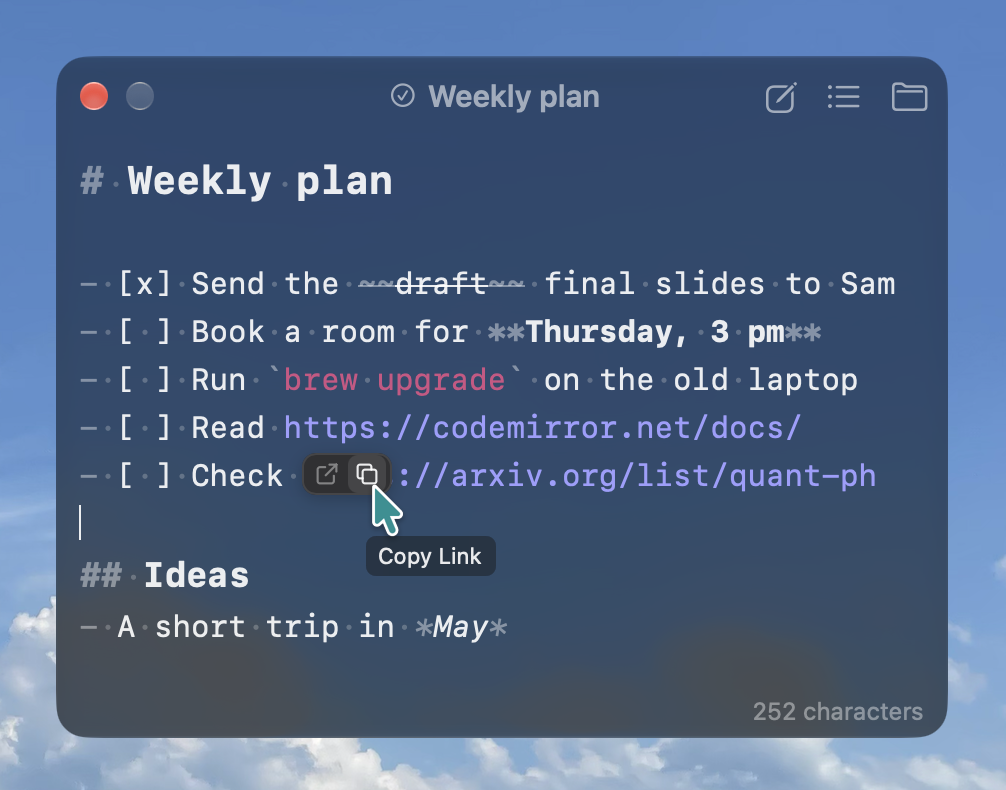 Weekly plan
# Weekly plan
- [x] Send the ~~draft~~ final slides to Sam
- [ ] Book a room for **Thursday, 3 pm**
- [ ] Run `brew upgrade` on the old laptop
- [ ] Read https://codemirror.net/docs/
- [ ] Check ://arxiv.org/list/quant-ph
Copy Link
## Ideas
- A short trip in *May*
252 characters